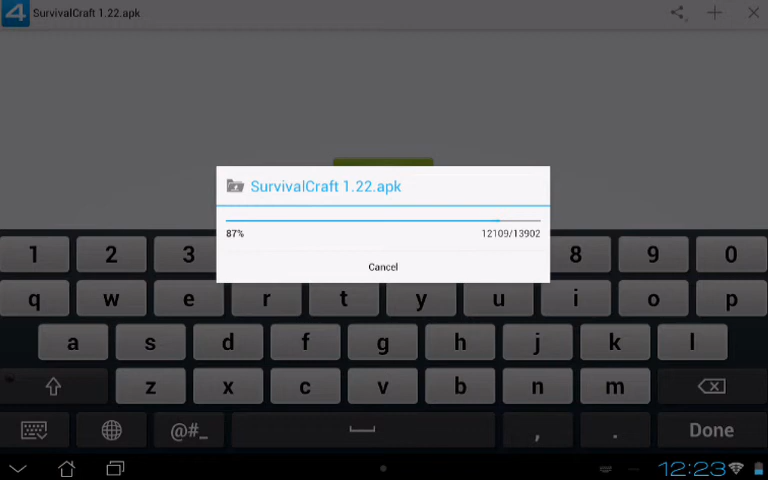 4 SurvivalCraft 1.22.apk
SurvivalCraft 1.22.apk
87% 12109/13902
Cancel
1 2 3 8 9 0
q w e r t y u i o p
a s d f g h j k l
z x c v b n m
@#_ , . Done
12:23